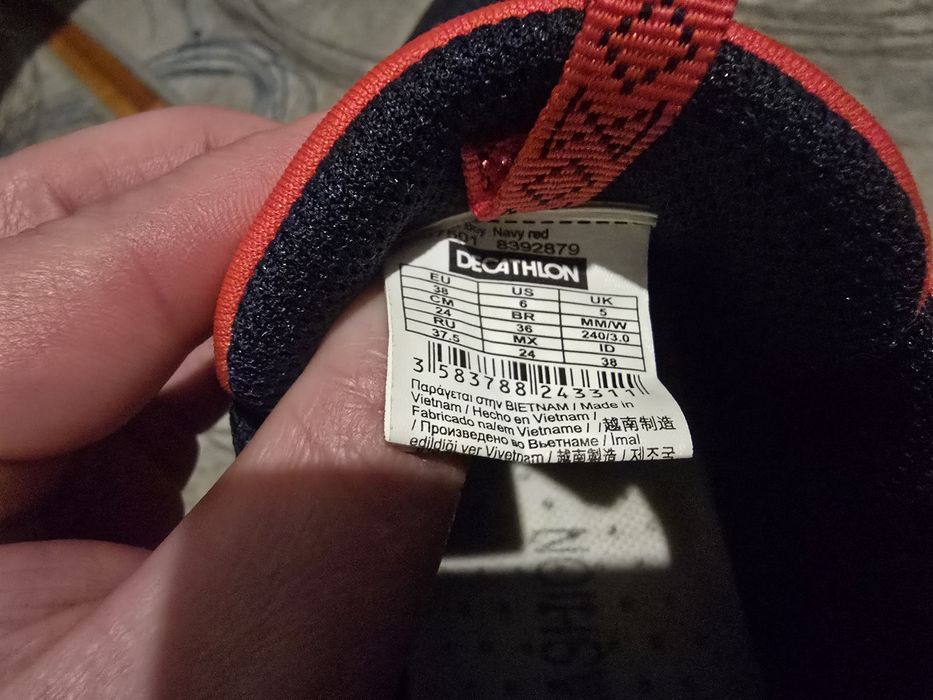 Boy Navy red
8392879
DECATHLON
EU US UK
38 6 5
CM BR MM/W
24 36 240/3.0
RU MX ID
37.5 24 38
3 583788 243311
Παράγεται στην ΒΙΕΤΝΑΜ / Made in
Vietnam / Hecho en Vietnam /
Fabricado na/em Vietname / /越南制造
/ Произведено во Вьетнаме / İmal
edildiği yer Vivetnam / 越南製造 / 제조국